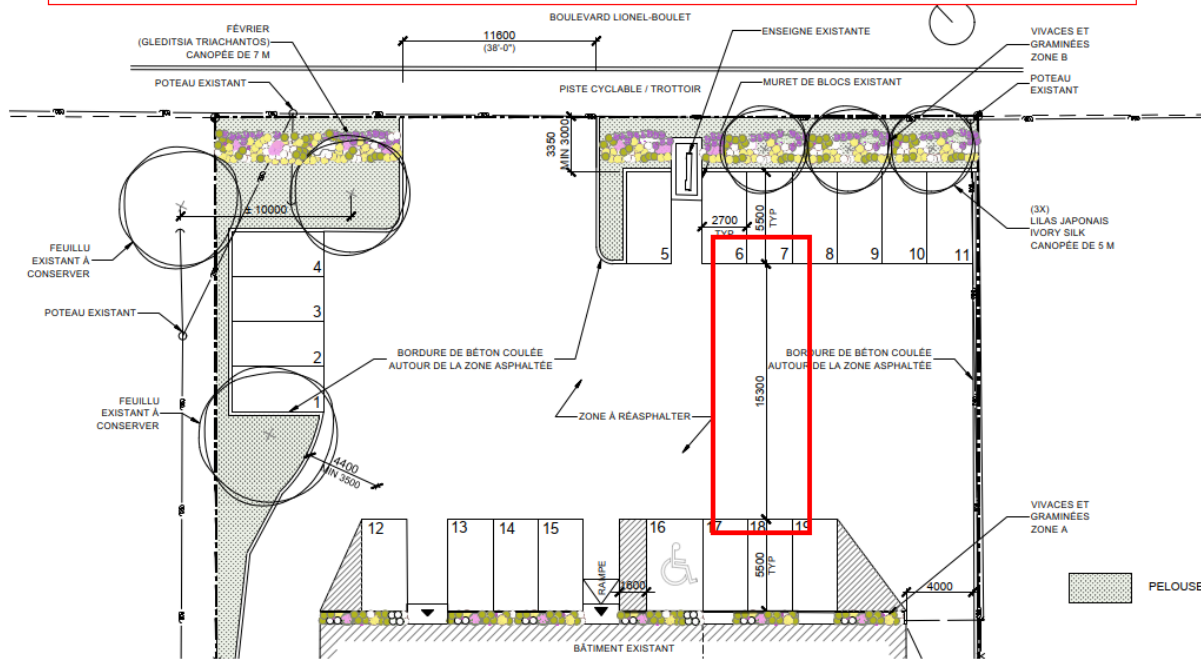 BOULEVARD LIONEL-BOULET
FÉVRIER
(GLEDITSIA TRIACHANTOS)
CANOPÉE DE 7 M
11600
(38'-0")
ENSEIGNE EXISTANTE
VIVACES ET
GRAMINÉES
ZONE B
POTEAU EXISTANT
PISTE CYCLABLE / TROTTOIR
MURET DE BLOCS EXISTANT
POTEAU
EXISTANT
3350
MIN 3000
± 10000
2700
TYP
5500
TYP
(3X)
LILAS JAPONAIS
IVORY SILK
CANOPÉE DE 5 M
FEUILLU
EXISTANT À
CONSERVER
4
5
6
7
8
9
10
11
3
POTEAU EXISTANT
2
BORDURE DE BÉTON COULÉE
AUTOUR DE LA ZONE ASPHALTÉE
15300
BORDURE DE BÉTON COULÉE
AUTOUR DE LA ZONE ASPHALTÉE
1
FEUILLU
EXISTANT À
CONSERVER
ZONE À RÉASPHALTER
4400
MIN 3500
VIVACES ET
GRAMINÉES
ZONE A
12
13
14
15
16
17
18
19
RAMPE
1800
5500
TYP
4000
PELOUSE
BÂTIMENT EXISTANT